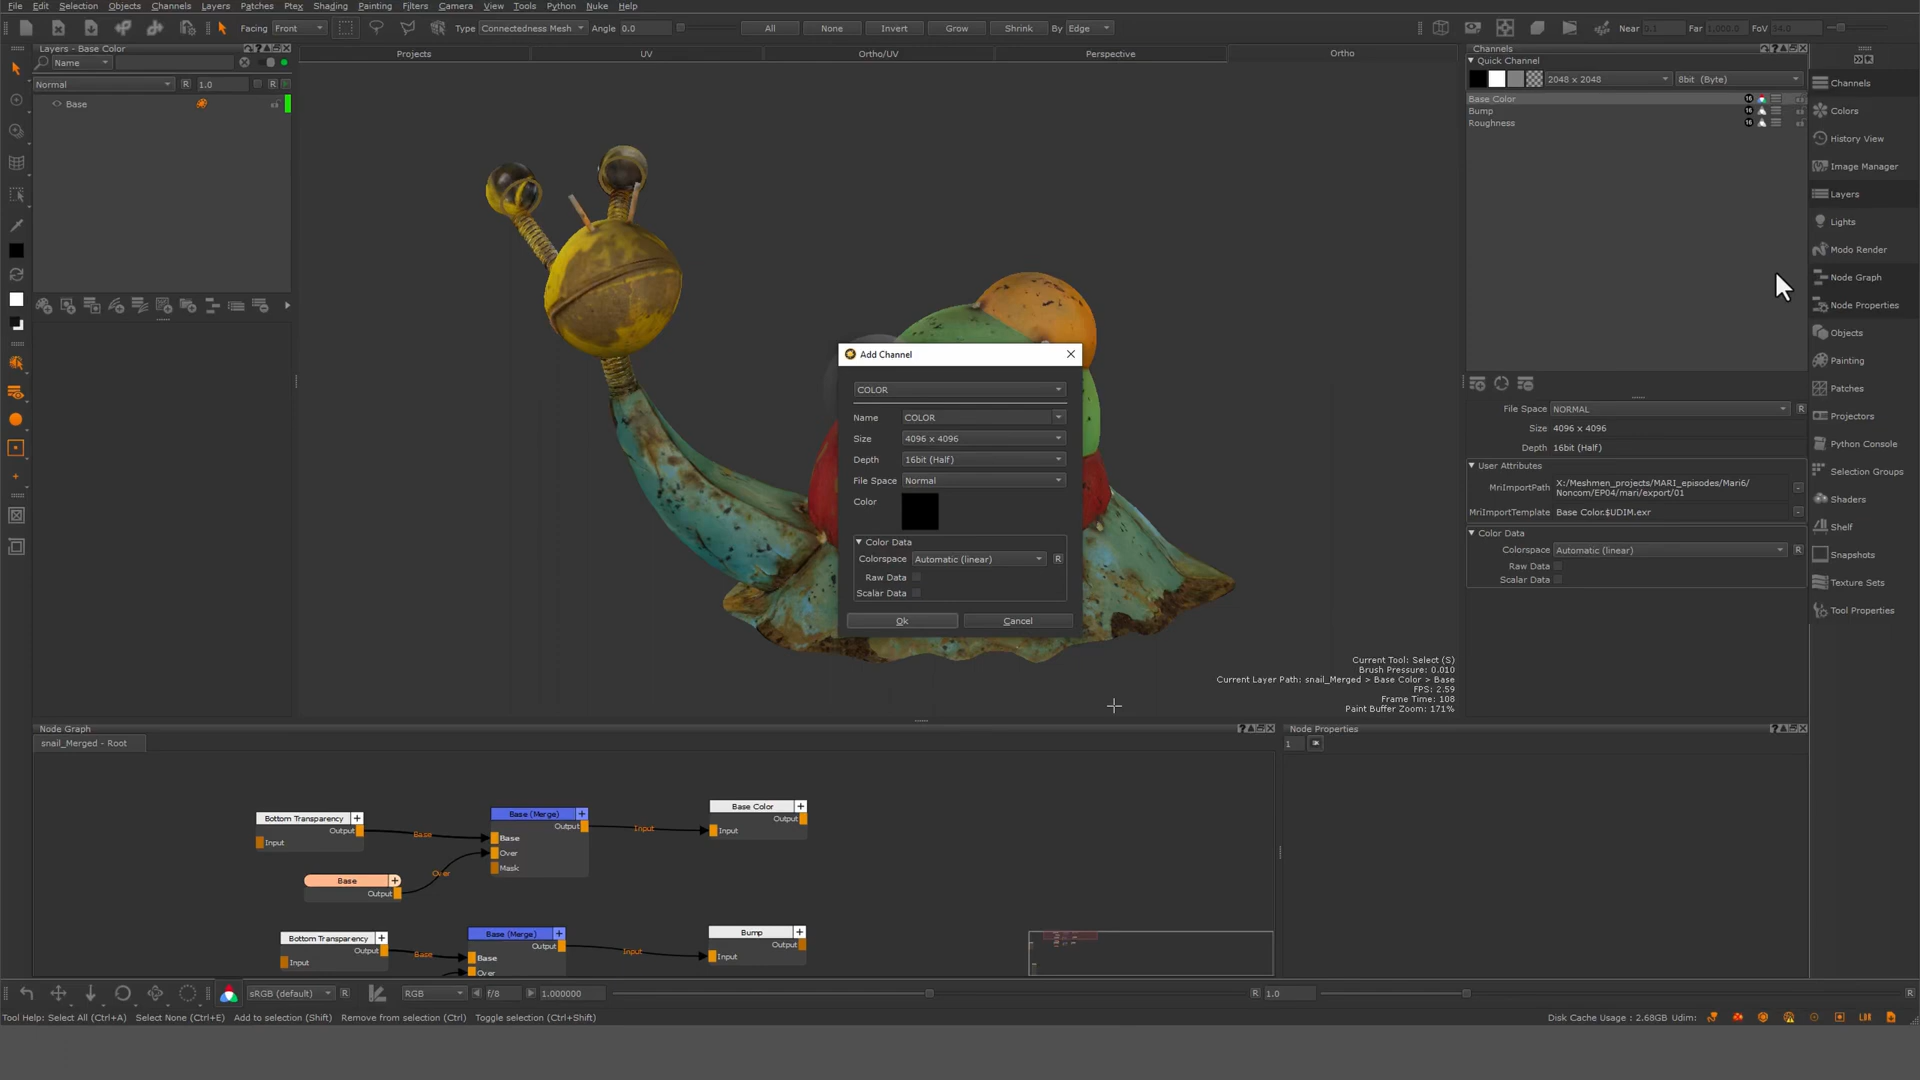 File Edit Selection Objects Channels Layers Patches Ptex Shading Painting Filters Camera View Tools Python Nuke Help
Facing Front Type Connectedness Mesh Angle 0.0 All None Invert Grow Shrink By Edge Near 0.1 Far 1,000.0 FoV 34.0
Layers - Base Color
Name
Normal R 1.0 R
Base
Projects UV Ortho/UV Perspective Ortho
Channels
Quick Channel
2048 x 2048 8bit (Byte)
Base Color 16
Bump 16
Roughness 16
File Space NORMAL R
Size 4096 x 4096
Depth 16bit (Half)
User Attributes
MriImportPath X:/Meshmen_projects/MARI_episodes/Mari6/
Noncom/EP04/mari/export/01
MriImportTemplate Base Color.$UDIM.exr
Color Data
Colorspace Automatic (linear) R
Raw Data
Scalar Data
Channels
Colors
History View
Image Manager
Layers
Lights
Modo Render
Node Graph
Node Properties
Objects
Painting
Patches
Projectors
Python Console
Selection Groups
Shaders
Shelf
Snapshots
Texture Sets
Tool Properties
Add Channel
COLOR
Name COLOR
Size 4096 x 4096
Depth 16bit (Half)
File Space Normal
Color
Color Data
Colorspace Automatic (linear) R
Raw Data
Scalar Data
Ok Cancel
Current Tool: Select (S)
Brush Pressure: 0.010
Current Layer Path: snail_Merged > Base Color > Base
FPS: 2.59
Frame Time: 108
Paint Buffer Zoom: 171%
Node Graph
snail_Merged - Root
Bottom Transparency +
Output
Input
Base
Base (Merge) +
Output
Base
Over
Mask
Input
Base Color +
Output
Input
Base +
Output
Over
Bottom Transparency +
Output
Input
Base
Base (Merge) +
Output
Base
Over
Input
Bump +
Output
Input
Node Properties
1
sRGB (default) R RGB f/8 1.000000 R 1.0 R
Tool Help: Select All (Ctrl+A) Select None (Ctrl+E) Add to selection (Shift) Remove from selection (Ctrl) Toggle selection (Ctrl+Shift)
Disk Cache Usage : 2.68GB Udim: LBR